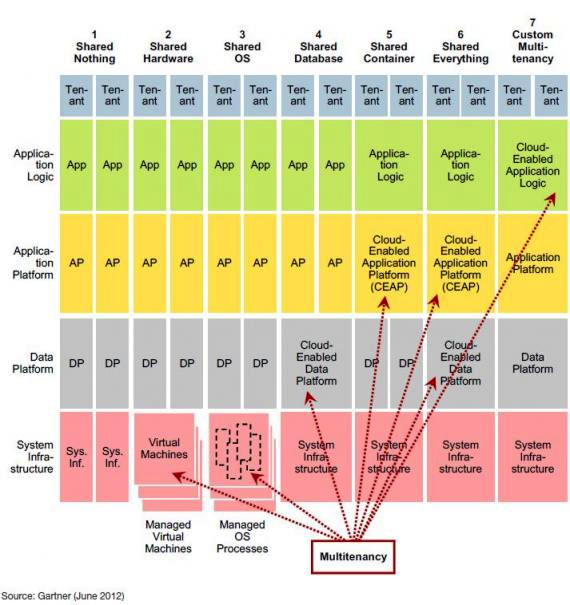 1
Shared
Nothing
2
Shared
Hardware
3
Shared
OS
4
Shared
Database
5
Shared
Container
6
Shared
Everything
7
Custom
Multi-
tenancy
Ten-
ant
Ten-
ant
Ten-
ant
Ten-
ant
Ten-
ant
Ten-
ant
Ten-
ant
Ten-
ant
Ten-
ant
Ten-
ant
Ten-
ant
Ten-
ant
Ten-
ant
Ten-
ant
Applica-
tion
Logic
App
App
App
App
App
App
App
App
Applica-
tion
Logic
Applica-
tion
Logic
Cloud-
Enabled
Application
Logic
Applica-
tion
Platform
AP
AP
AP
AP
AP
AP
AP
AP
Cloud-
Enabled
Application
Platform
(CEAP)
Cloud-
Enabled
Application
Platform
(CEAP)
Application
Platform
Data
Platform
DP
DP
DP
DP
DP
DP
Cloud-
Enabled
Data
Platform
DP
DP
Cloud-
Enabled
Data
Platform
Data
Platform
System
Infra-
structure
Sys.
Inf.
Sys.
Inf.
Virtual
Machines
System
Infra-
structure
System
Infra-
structure
System
Infra-
structure
System
Infra-
structure
Managed
Virtual
Machines
Managed
OS
Processes
Multitenancy
Source: Gartner (June 2012)